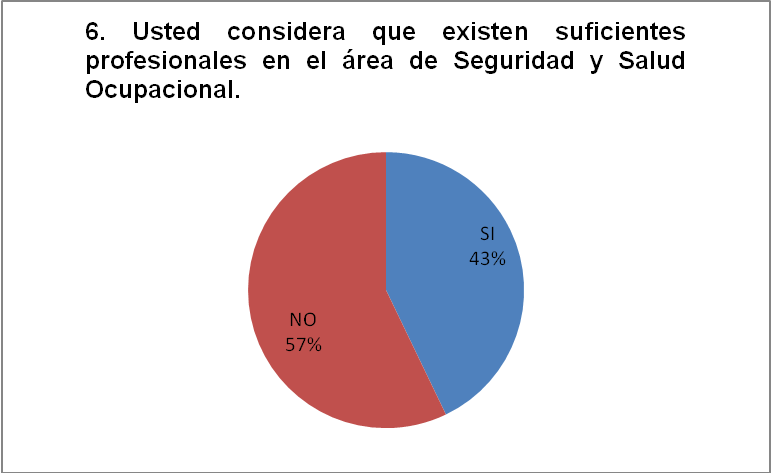 6. Usted considera que existen suficientes
profesionales en el área de Seguridad y Salud
Ocupacional.
SI
43%
NO
57%